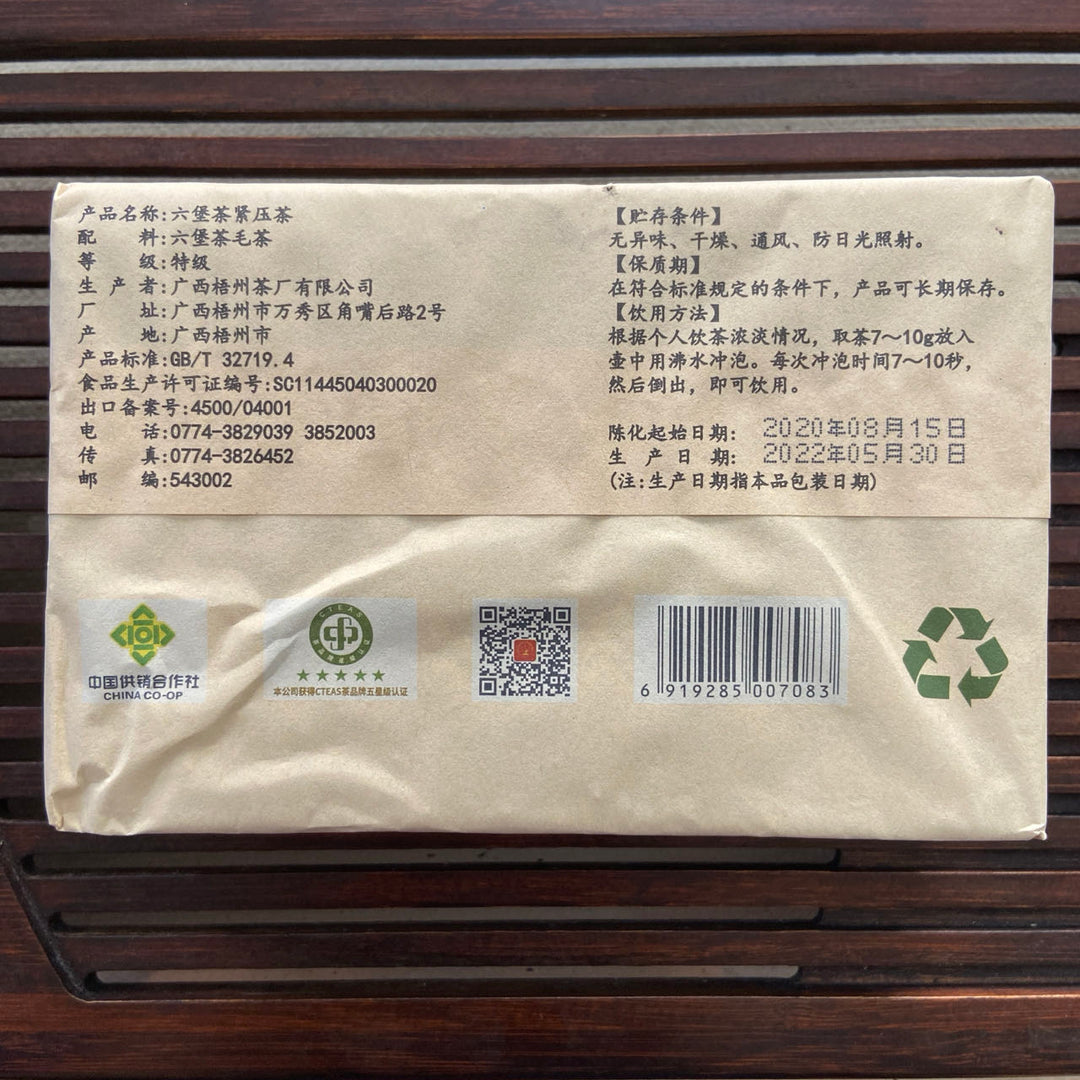 产品名称:六堡茶紧压茶
配 料:六堡茶毛茶
等 级:特级
生 产 者:广西梧州茶厂有限公司
厂 址:广西梧州市万秀区角嘴后路2号
产 地:广西梧州市
产品标准:GB/T 32719.4
食品生产许可证编号:SC11445040300020
出口备案号:4500/04001
电 话:0774-3829039 3852003
传 真:0774-3826452
邮 编:543002
【贮存条件】
无异味、干燥、通风、防日光照射。
【保质期】
在符合标准规定的条件下，产品可长期保存。
【饮用方法】
根据个人饮茶浓淡情况，取茶7～10g放入
壶中用沸水冲泡。每次冲泡时间7～10秒，
然后倒出，即可饮用。
陈化起始日期: 2020年08月15日
生 产 日 期: 2022年05月30日
(注:生产日期指本品包装日期)
中国供销合作社
CHINA CO-OP
CTEAS
本公司获得CTEAS茶品牌五星级认证
6 919285 007083